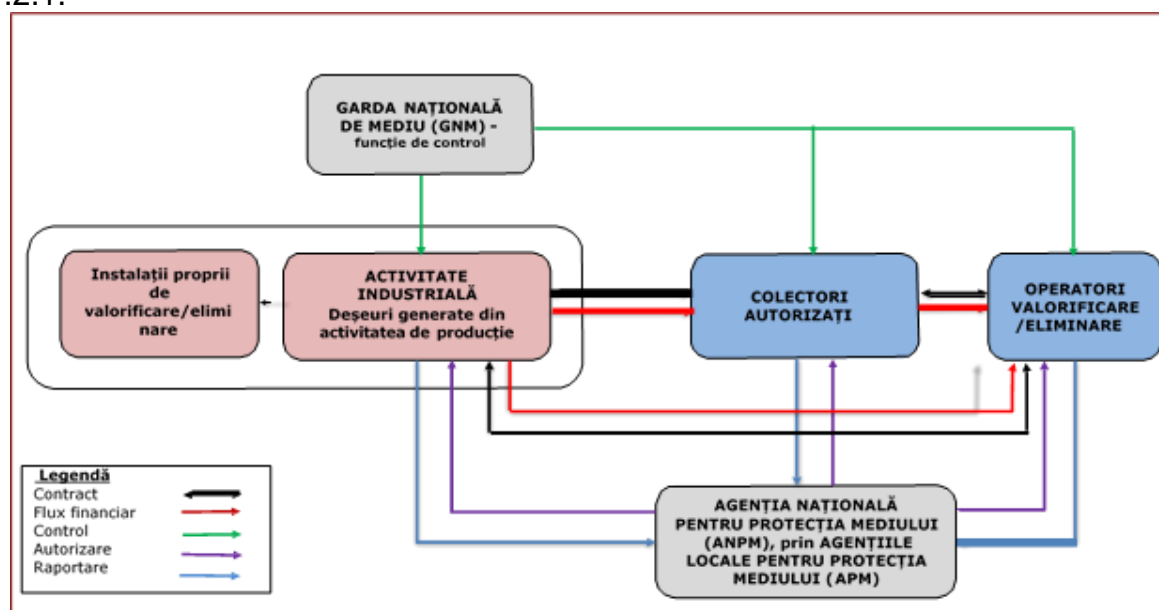 .2.1.
GARDA NAȚIONALĂ
DE MEDIU (GNM) -
funcție de control
Instalații proprii
de
valorificare/elimi
nare
ACTIVITATE
INDUSTRIALĂ
Deșeuri generate din
activitatea de producție
COLECTORI
AUTORIZAȚI
OPERATORI
VALORIFICARE
/ELIMINARE
Legendă
Contract
Flux financiar
Control
Autorizare
Raportare
AGENȚIA NAȚIONALĂ
PENTRU PROTECȚIA MEDIULUI
(ANPM), prin AGENȚIILE
LOCALE PENTRU PROTECȚIA
MEDIULUI (APM)